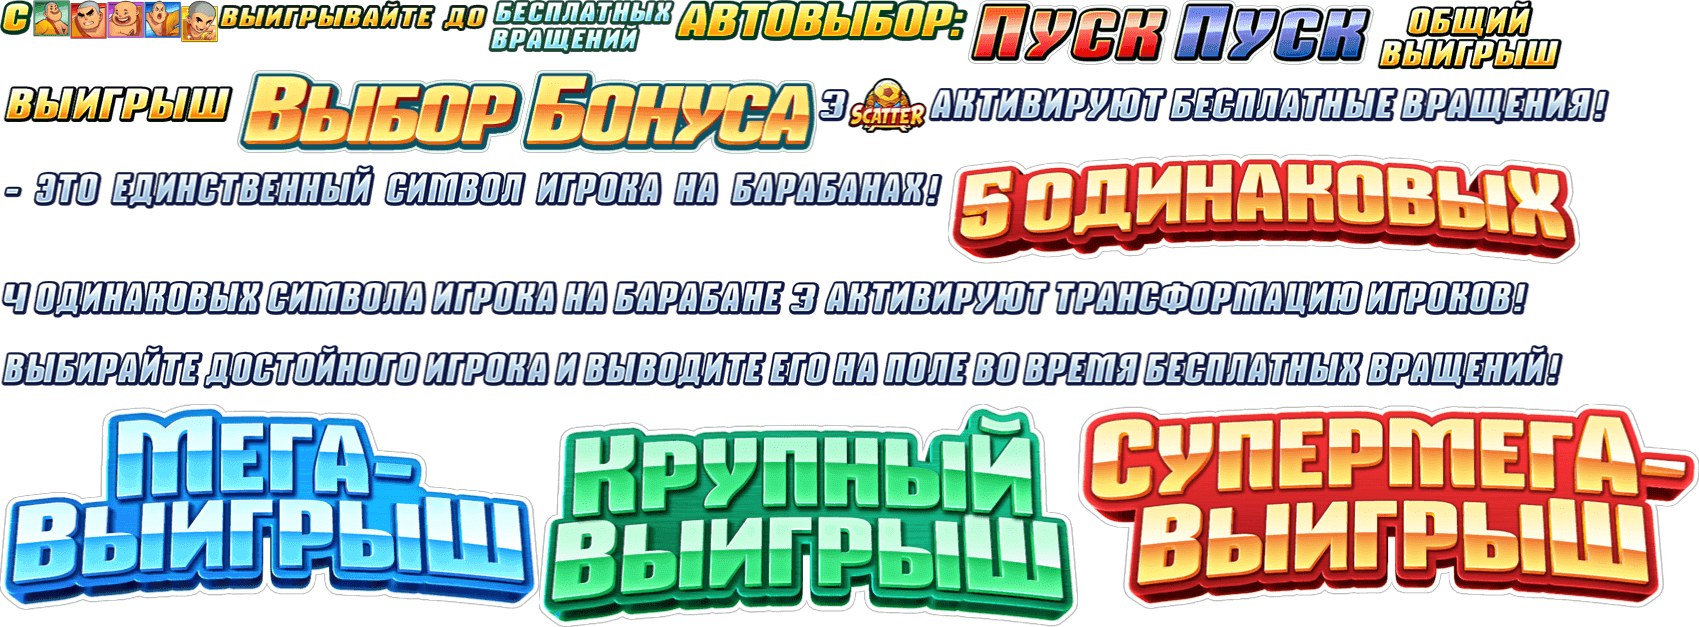 С ВЫИГРЫВАЙТЕ ДО
БЕСПЛАТНЫХ
ВРАЩЕНИЙ
АВТОВЫБОР:
ПУСК
ПУСК
ОБЩИЙ
ВЫИГРЫШ
ВЫИГРЫШ
ВЫБОР БОНУСА
3 SCATTER АКТИВИРУЮТ БЕСПЛАТНЫЕ ВРАЩЕНИЯ!
- ЭТО ЕДИНСТВЕННЫЙ СИМВОЛ ИГРОКА НА БАРАБАНАХ!
5 ОДИНАКОВЫХ
4 ОДИНАКОВЫХ СИМВОЛА ИГРОКА НА БАРАБАНЕ 3 АКТИВИРУЮТ ТРАНСФОРМАЦИЮ ИГРОКОВ!
ВЫБИРАЙТЕ ДОСТОЙНОГО ИГРОКА И ВЫВОДИТЕ ЕГО НА ПОЛЕ ВО ВРЕМЯ БЕСПЛАТНЫХ ВРАЩЕНИЙ!
МЕГА-
ВЫИГРЫШ
КРУПНЫЙ
ВЫИГРЫШ
СУПЕРМЕГА-
ВЫИГРЫШ